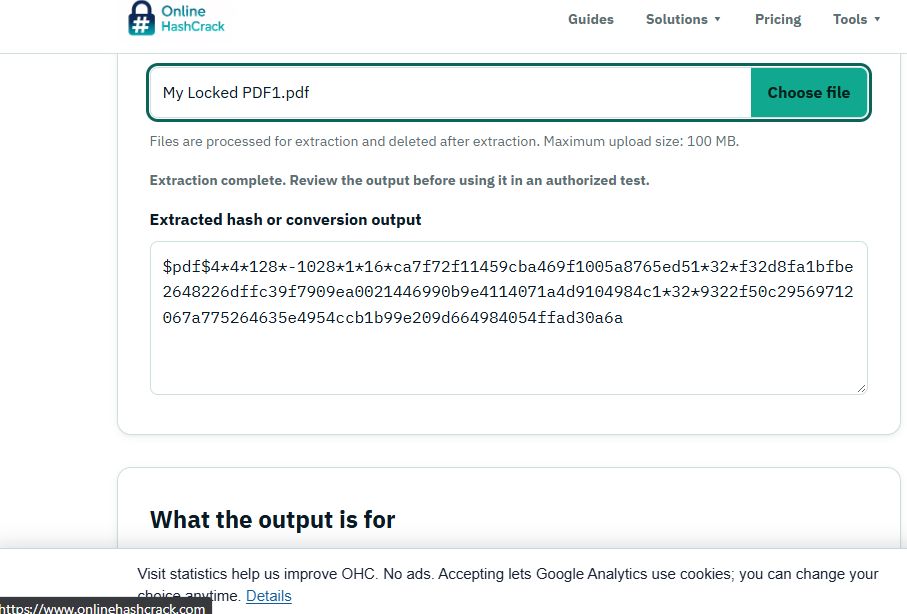 Online
HashCrack
Guides
Solutions ▼
Pricing
Tools ▼
My Locked PDF1.pdf
Choose file
Files are processed for extraction and deleted after extraction. Maximum upload size: 100 MB.
Extraction complete. Review the output before using it in an authorized test.
Extracted hash or conversion output
$pdf$4*4*128*-1028*1*16*ca7f72f11459cba469f1005a8765ed51*32*f32d8fa1bfbe
2648226dffc39f7909ea0021446990b9e4114071a4d9104984c1*32*9322f50c29569712
067a775264635e4954ccb1b99e209d664984054ffad30a6a
What the output is for
Visit statistics help us improve OHC. No ads. Accepting lets Google Analytics use cookies; you can change your
choice anytime. Details
https://www.onlinehashcrack.com